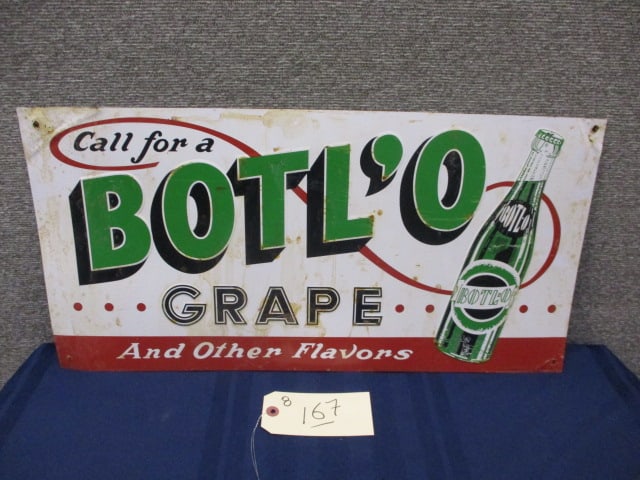 Call for a
BOTL'O
GRAPE
And Other Flavors
BOTL'O
BOTL'O
8
167